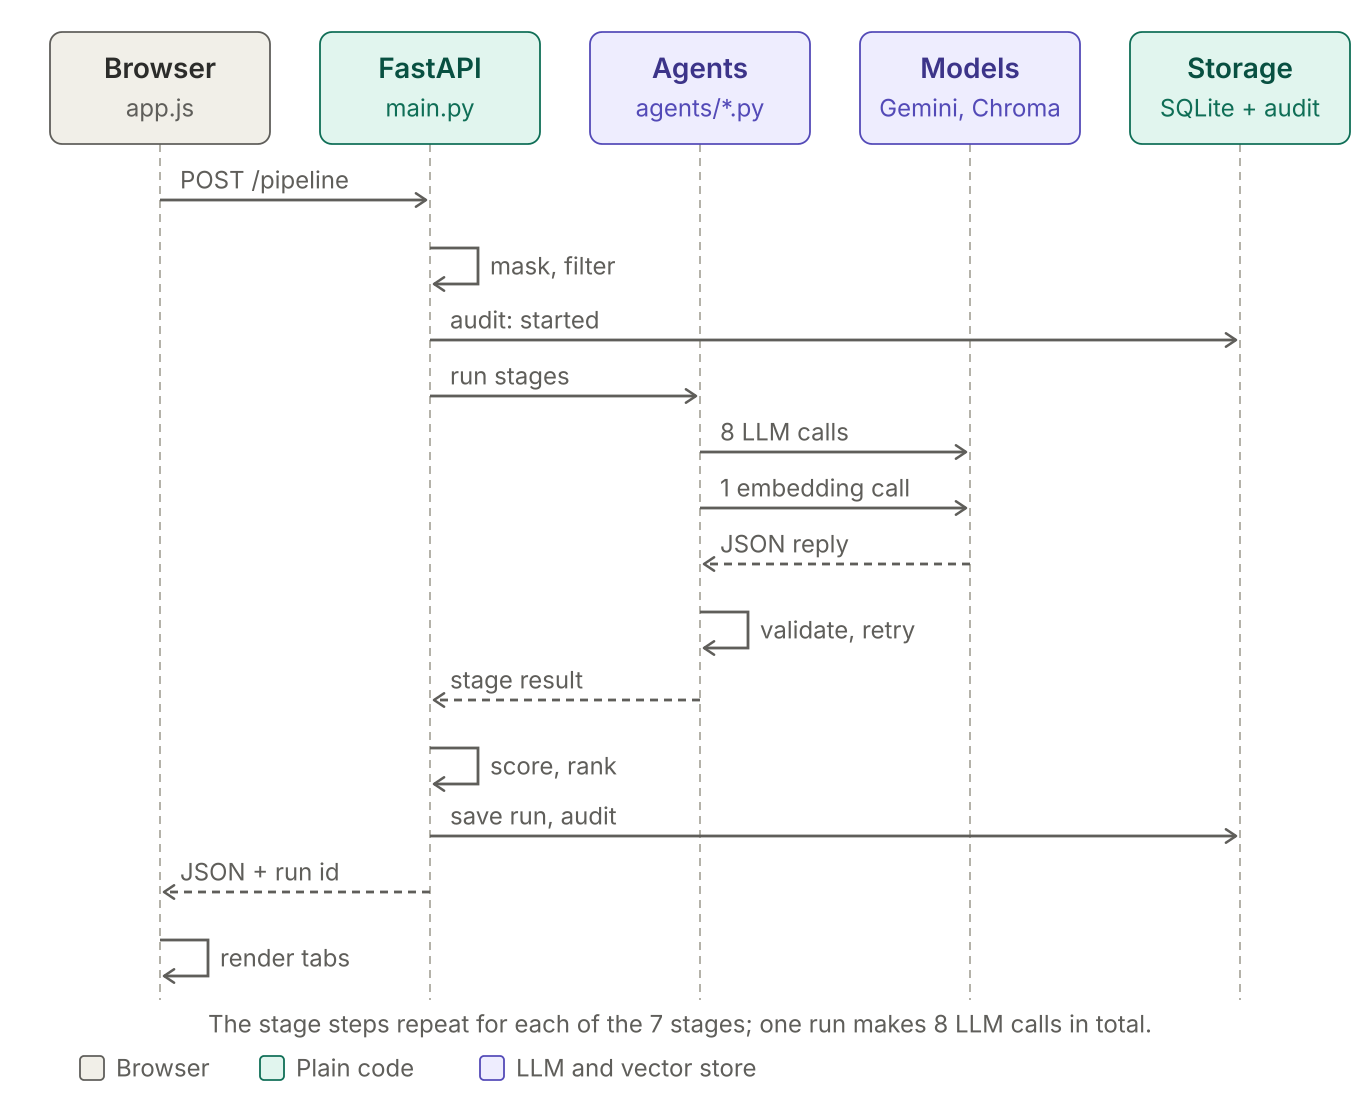 Browser
app.js
FastAPI
main.py
Agents
agents/*.py
Models
Gemini, Chroma
Storage
SQLite + audit
POST /pipeline
mask, filter
audit: started
run stages
8 LLM calls
1 embedding call
JSON reply
validate, retry
stage result
score, rank
save run, audit
JSON + run id
render tabs
The stage steps repeat for each of the 7 stages; one run makes 8 LLM calls in total.
Browser
Plain code
LLM and vector store